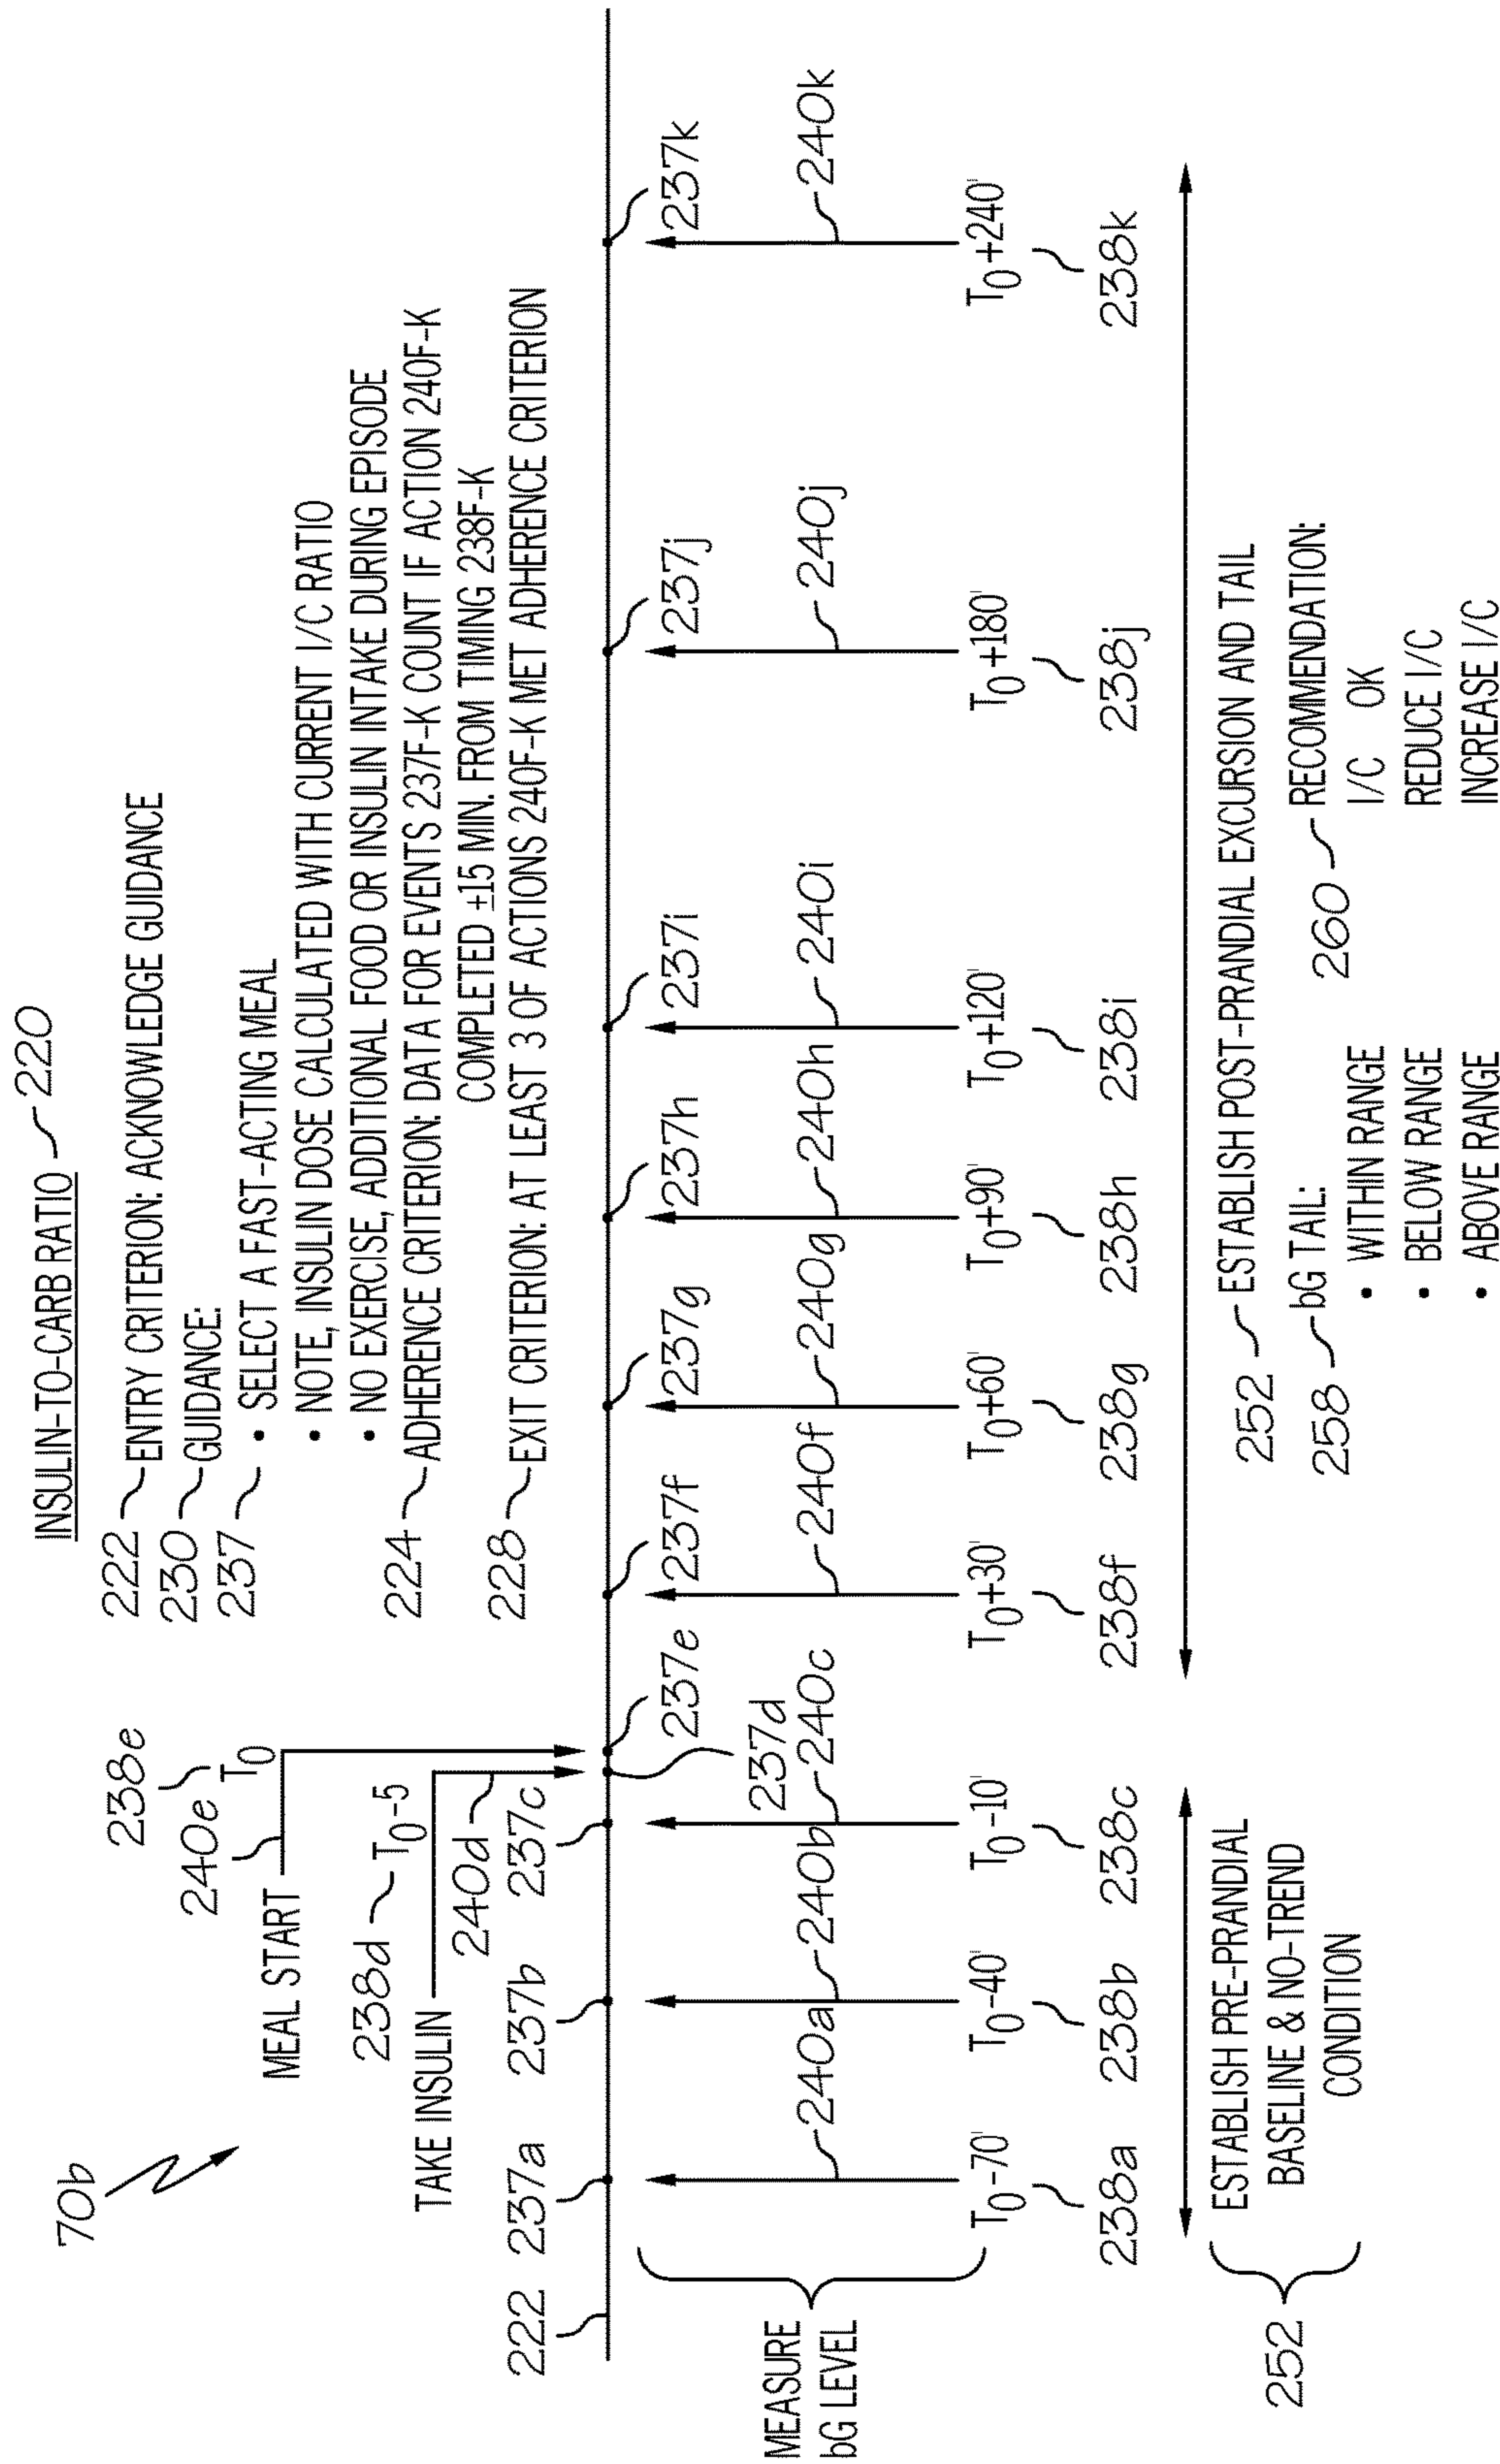 INSULIN-TO-CARB RATIO 220
70b
222 ENTRY CRITERION: ACKNOWLEDGE GUIDANCE
230 GUIDANCE:
237 • SELECT A FAST-ACTING MEAL
• NOTE, INSULIN DOSE CALCULATED WITH CURRENT I/C RATIO
• NO EXERCISE, ADDITIONAL FOOD OR INSULIN INTAKE DURING EPISODE
224 ADHERENCE CRITERION: DATA FOR EVENTS 237F-K COUNT IF ACTION 240F-K
COMPLETED ±15 MIN. FROM TIMING 238F-K
228 EXIT CRITERION: AT LEAST 3 OF ACTIONS 240F-K MET ADHERENCE CRITERION
238e
240e T0
MEAL START
238d T0-5
TAKE INSULIN 240d
222 237a 237b 237c 237f 237g 237h 237i 237j 237k
237e
237d
MEASURE
bG LEVEL
240a 240b 240c 240f 240g 240h 240i 240j 240k
T0-70' T0-40' T0-10' T0+30' T0+60' T0+90' T0+120' T0+180' T0+240'
238a 238b 238c 238f 238g 238h 238i 238j 238k
252
ESTABLISH PRE-PRANDIAL
BASELINE & NO-TREND
CONDITION
252 ESTABLISH POST-PRANDIAL EXCURSION AND TAIL
258 bG TAIL: 260 RECOMMENDATION:
• WITHIN RANGE I/C OK
• BELOW RANGE REDUCE I/C
• ABOVE RANGE INCREASE I/C